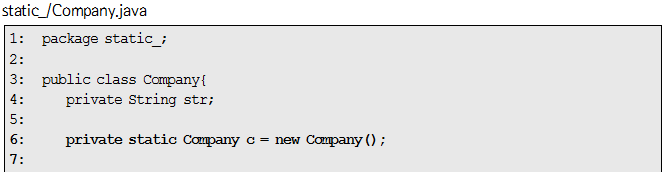 static_/Company.java
1: package static_;
2:
3: public class Company{
4: private String str;
5:
6: private static Company c = new Company();
7: